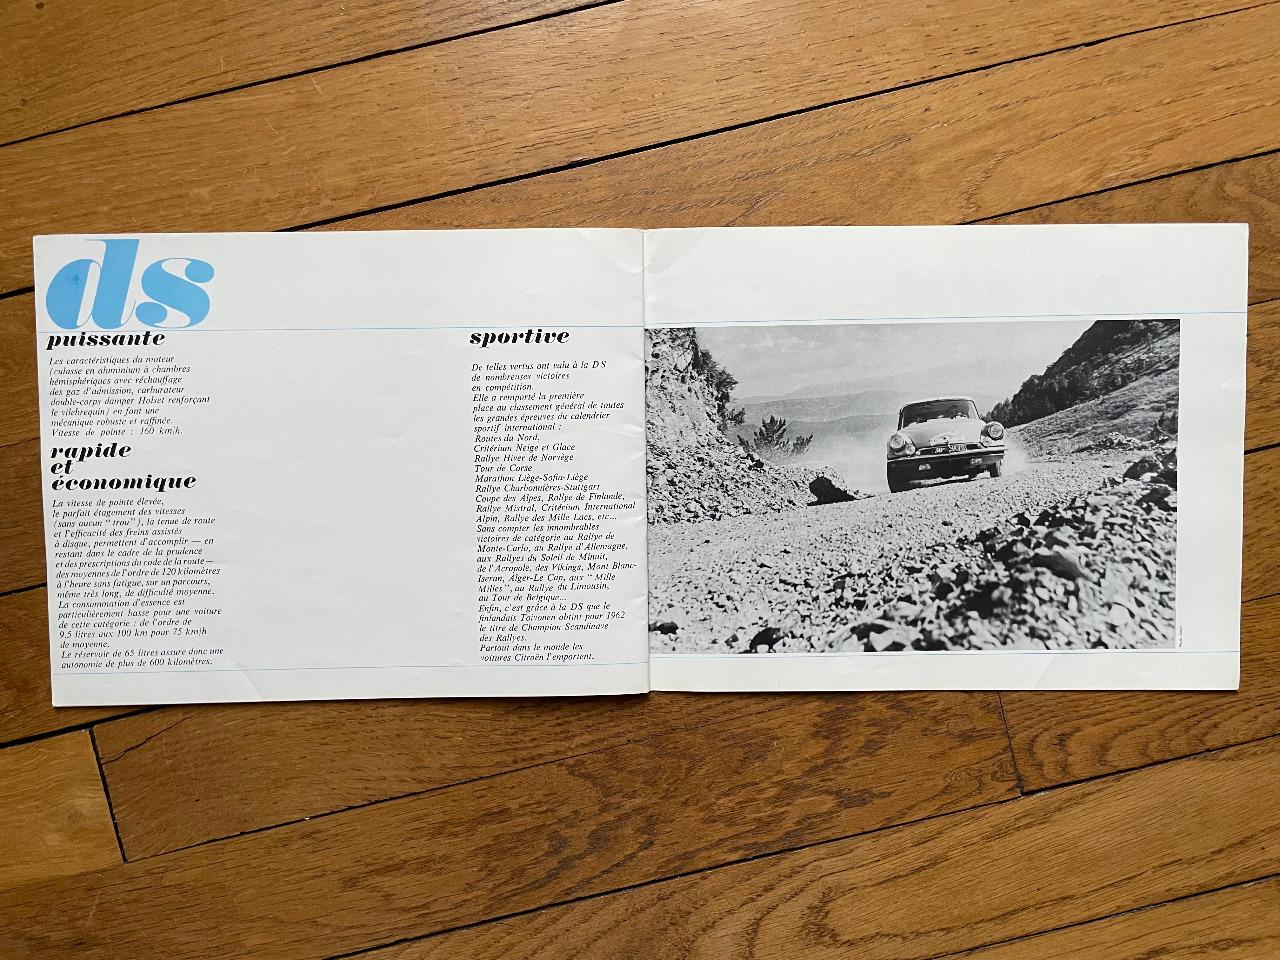 ds
puissante
Les caractéristiques du moteur
(culasse en aluminium à chambres
hémisphériques avec réchauffage
des gaz d'admission, carburateur
double-corps damper Holset renforçant
le vilebrequin) en font une
mécanique robuste et raffinée.
Vitesse de pointe : 160 km/h.
rapide
et
économique
La vitesse de pointe élevée,
le parfait étagement des vitesses
(sans aucun "trou"), la tenue de route
et l'efficacité des freins assistés
à disque, permettent d'accomplir — en
restant dans le cadre de la prudence
et des prescriptions du code de la route —
des moyennes de l'ordre de 120 kilomètres
à l'heure sans fatigue, sur un parcours,
même très long, de difficulté moyenne.
La consommation d'essence est
particulièrement basse pour une voiture
de cette catégorie : de l'ordre de
9,5 litres aux 100 km pour 75 km/h
de moyenne.
Le réservoir de 65 litres assure donc une
autonomie de plus de 600 kilomètres.
sportive
De telles vertus ont valu à la DS
de nombreuses victoires
en compétition.
Elle a remporté la première
place au classement général de toutes
les grandes épreuves du calendrier
sportif international :
Routes du Nord,
Critérium Neige et Glace
Rallye Hiver de Norvège
Tour de Corse
Marathon Liège-Sofia-Liège
Rallye Charbonnières-Stuttgart
Coupe des Alpes, Rallye de Finlande,
Rallye Mistral, Critérium International
Alpin, Rallye des Mille Lacs, etc...
Sans compter les innombrables
victoires de catégorie au Rallye de
Monte-Carlo, au Rallye d'Allemagne,
aux Rallyes du Soleil de Minuit,
de l'Acropole, des Vikings, Mont Blanc-
Iseran, Alger-Le Cap, aux "Mille
Milles", au Rallye du Limousin,
au Tour de Belgique...
Enfin, c'est grâce à la DS que le
finlandais Toivonen obtint pour 1962
le titre de Champion Scandinave
des Rallyes.
Partout dans le monde les
voitures Citroën l'emportent.